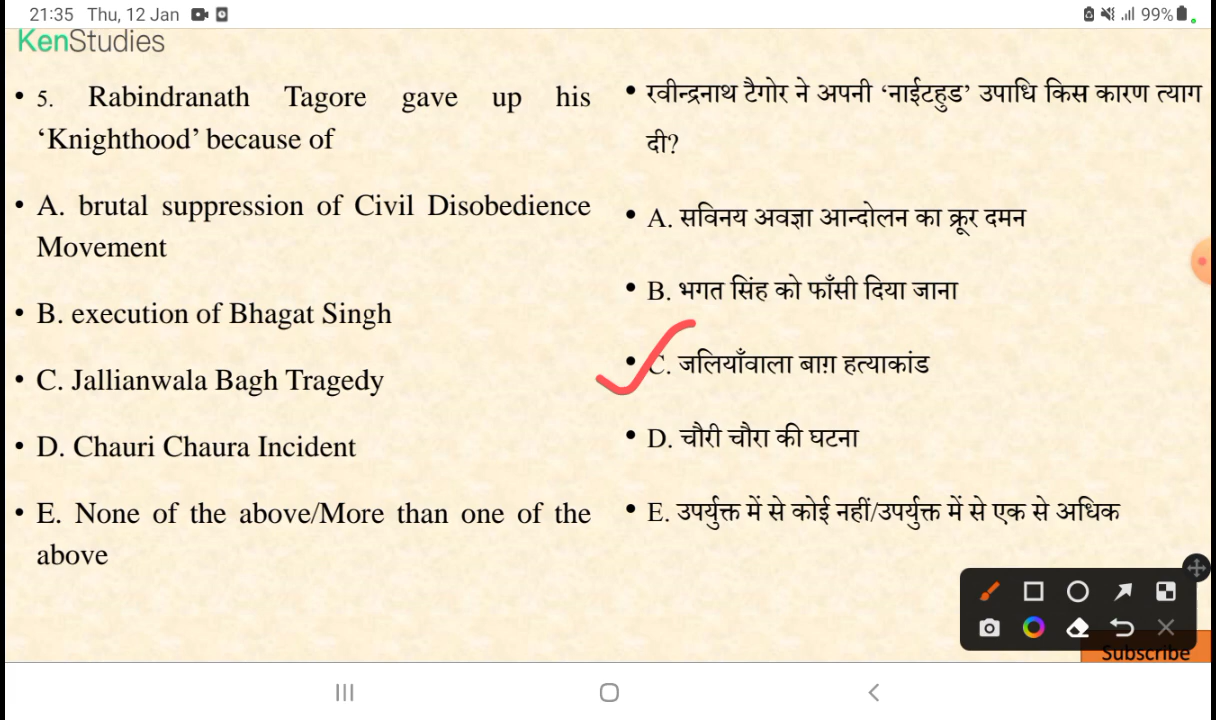 21:35 Thu, 12 Jan
99%
KenStudies
• 5. Rabindranath Tagore gave up his
‘Knighthood’ because of
• A. brutal suppression of Civil Disobedience
Movement
• B. execution of Bhagat Singh
• C. Jallianwala Bagh Tragedy
• D. Chauri Chaura Incident
• E. None of the above/More than one of the
above
• रवीन्द्रनाथ टैगोर ने अपनी ‘नाईटहुड’ उपाधि किस कारण त्याग
दी?
• A. सविनय अवज्ञा आन्दोलन का क्रूर दमन
• B. भगत सिंह को फाँसी दिया जाना
• C. जलियाँवाला बाग़ हत्याकांड
• D. चौरी चौरा की घटना
• E. उपर्युक्त में से कोई नहीं/उपर्युक्त में से एक से अधिक
Subscribe